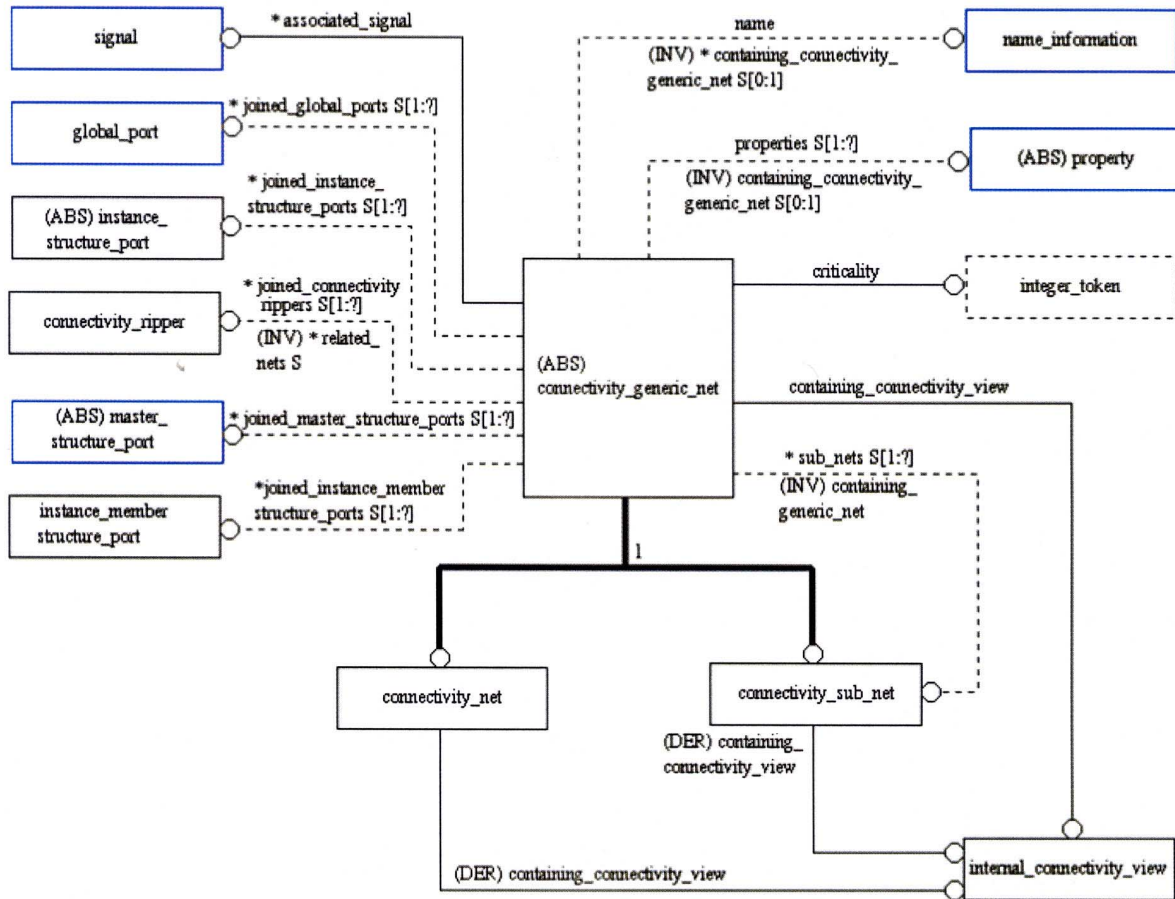 signal
* associated_signal
name
name_information
(INV) * containing_connectivity_
generic_net S[0:1]
global_port
* joined_global_ports S[1:?]
properties S[1:?]
(ABS) property
(INV) containing_connectivity_
generic_net S[0:1]
(ABS) instance_
structure_port
* joined_instance_
structure_ports S[1:?]
criticality
integer_token
connectivity_ripper
* joined_connectivity
rippers S[1:?]
(INV) * related_
nets S
(ABS)
connectivity_generic_net
containing_connectivity_view
(ABS) master_
structure_port
* joined_master_structure_ports S[1:?]
* sub_nets S[1:?]
(INV) containing_
generic_net
instance_member
structure_port
*joined_instance_member
structure_ports S[1:?]
1
connectivity_net
connectivity_sub_net
(DER) containing_
connectivity_view
(DER) containing_connectivity_view
internal_connectivity_view